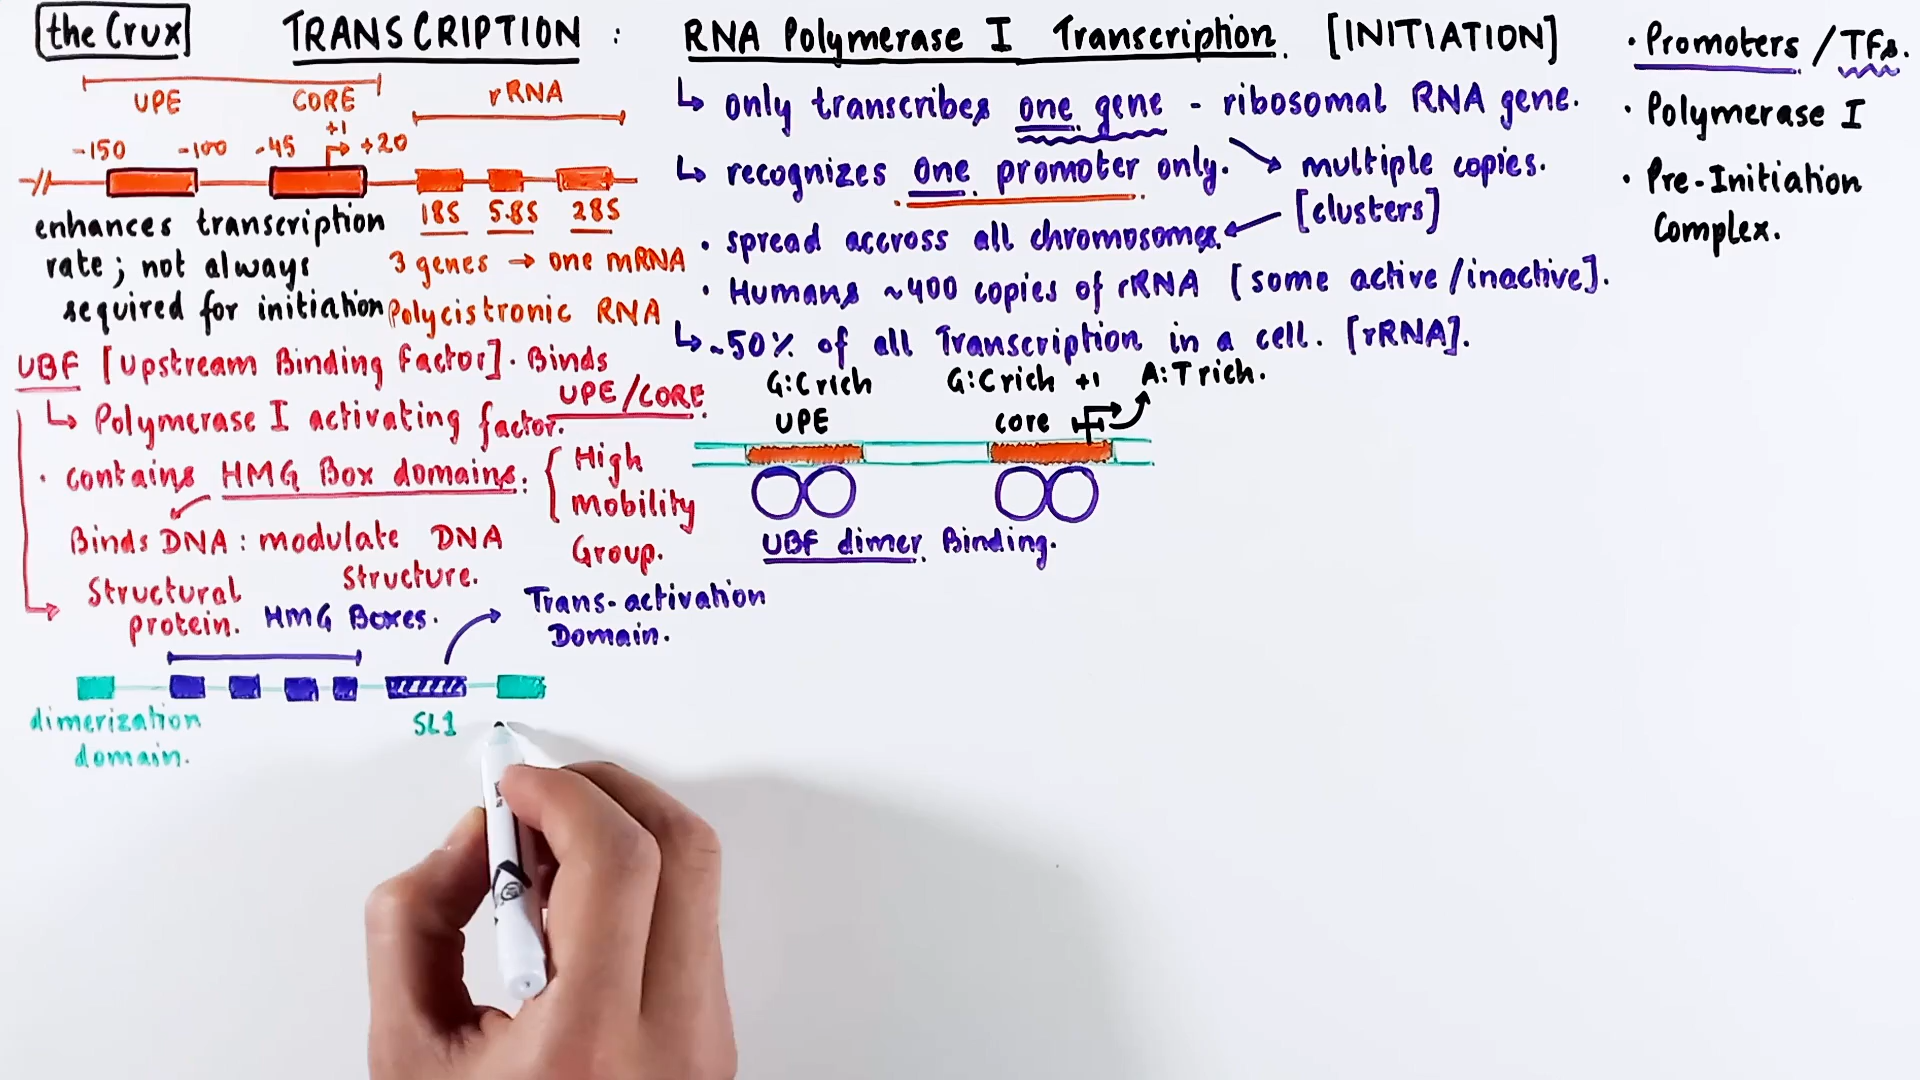 the Crux
TRANSCRIPTION : RNA Polymerase I Transcription. [INITIATION]
UPE CORE rRNA
+1
-150 -100 -45 +20
18S 5.8S 28S
enhances transcription
rate; not always
required for initiation
3 genes → one mRNA
Polycistronic RNA
UBF [Upstream Binding Factor]. Binds
UPE/CORE
↳ Polymerase I activating factor.
· contains HMG Box domains:
High
Mobility
Group.
Binds DNA: modulate DNA
structure.
Structural
protein.
HMG Boxes.
Trans-activation
Domain.
dimerization
domain.
SL1
↳ only transcribes one gene - ribosomal RNA gene.
↳ recognizes one promoter only. multiple copies.
[clusters]
· spread accross all chromosomes.
· Humans ~400 copies of rRNA [some active/inactive].
↳ ~50% of all Transcription in a cell. [rRNA].
G:C rich G:C rich +1 A:T rich.
UPE core
UBF dimer Binding.
· Promoters / TFs.
· Polymerase I
· Pre-Initiation
Complex.